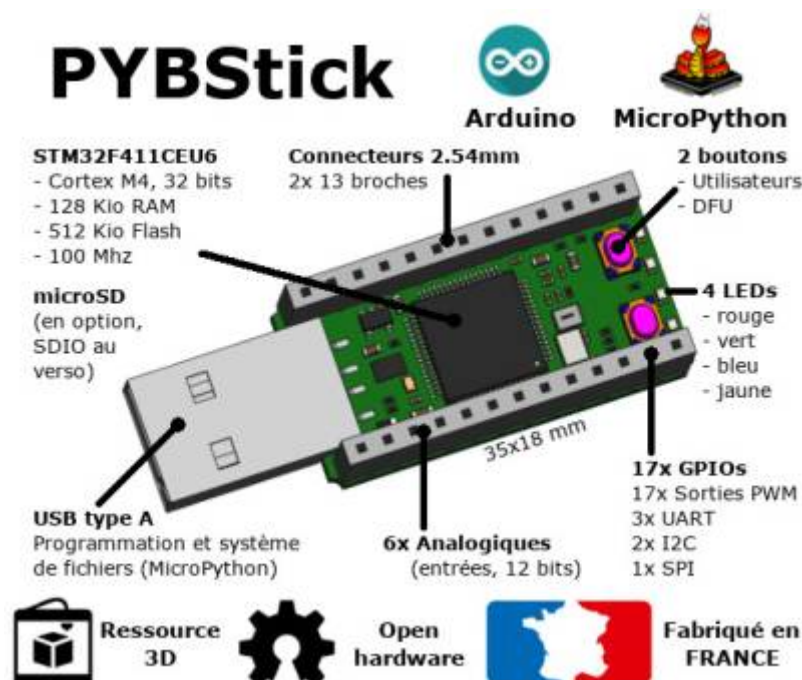 PYBStick
Arduino
MicroPython
STM32F411CEU6
- Cortex M4, 32 bits
- 128 Kio RAM
- 512 Kio Flash
- 100 Mhz
Connecteurs 2.54mm
2x 13 broches
2 boutons
- Utilisateurs
- DFU
microSD
(en option,
SDIO au
verso)
4 LEDs
- rouge
- vert
- bleu
- jaune
35x18 mm
USB type A
Programmation et système
de fichiers (MicroPython)
6x Analogiques
(entrées, 12 bits)
17x GPIOs
17x Sorties PWM
3x UART
2x I2C
1x SPI
Ressource
3D
Open
hardware
Fabriqué en
FRANCE